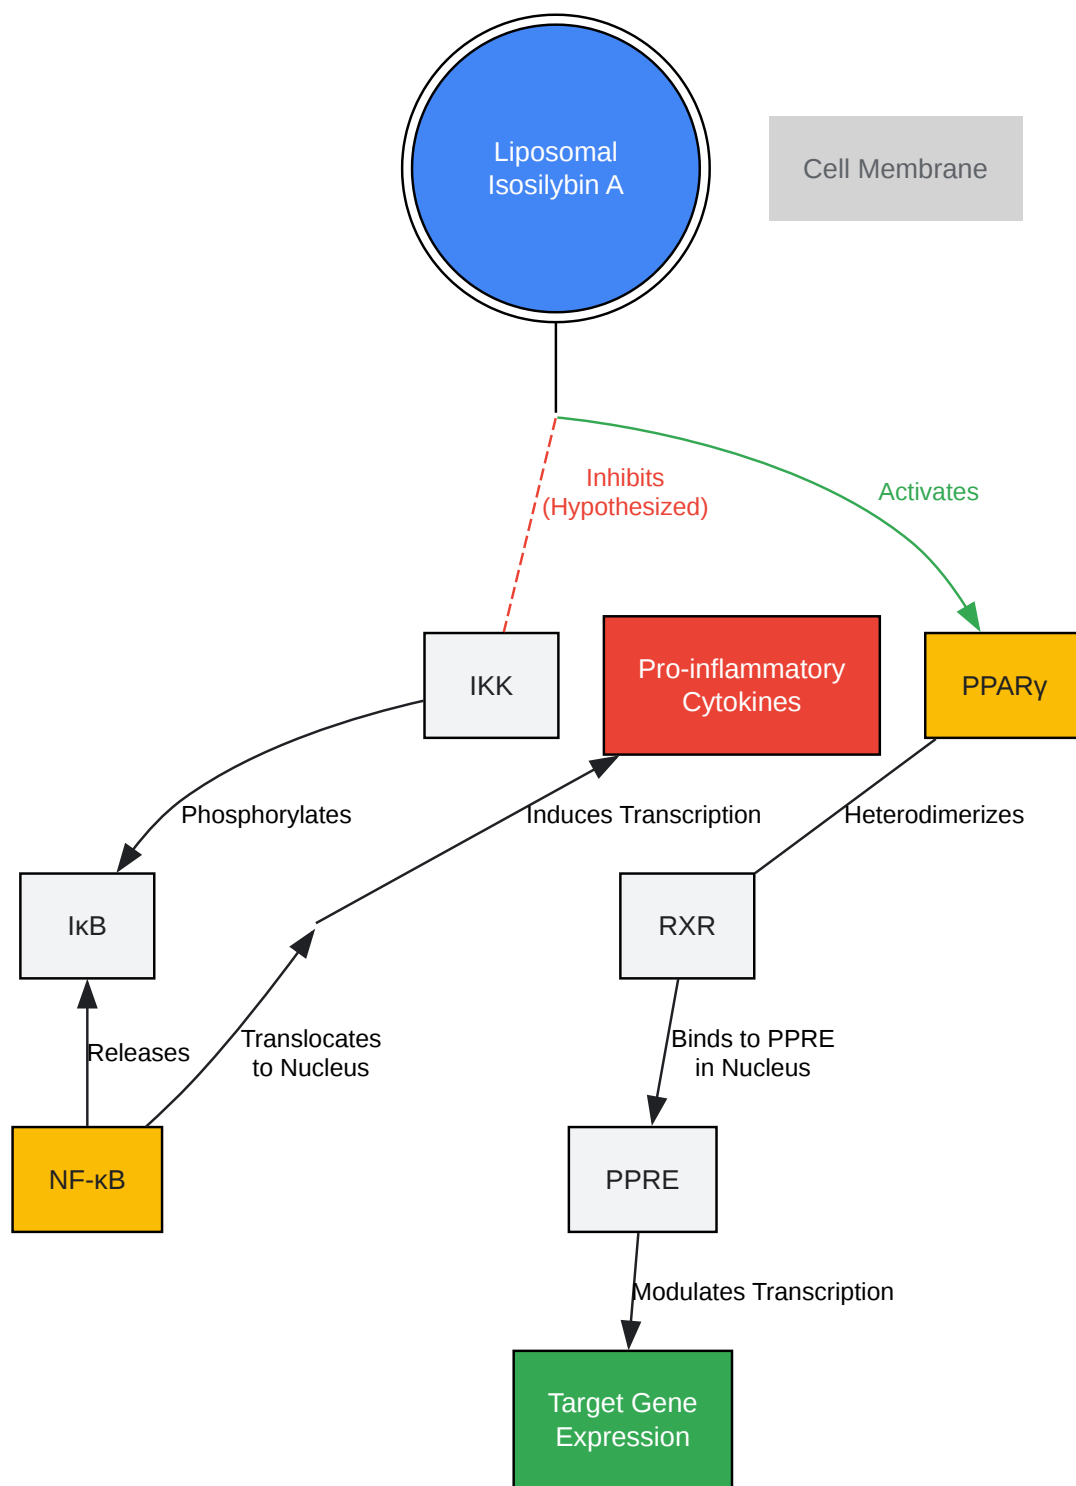 Liposomal
Isosilybin A
Cell Membrane
Inhibits
(Hypothesized)
Activates
IKK
Pro-inflammatory
Cytokines
PPARγ
Phosphorylates
Induces Transcription
Heterodimerizes
IκB
RXR
Releases
Translocates
to Nucleus
Binds to PPRE
in Nucleus
NF-κB
PPRE
Modulates Transcription
Target Gene
Expression